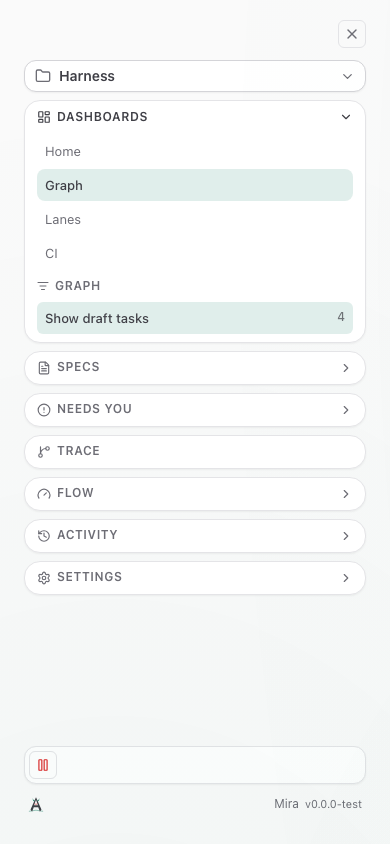 Harness
DASHBOARDS
Home
Graph
Lanes
CI
GRAPH
Show draft tasks 4
SPECS
NEEDS YOU
TRACE
FLOW
ACTIVITY
SETTINGS
Mira v0.0.0-test